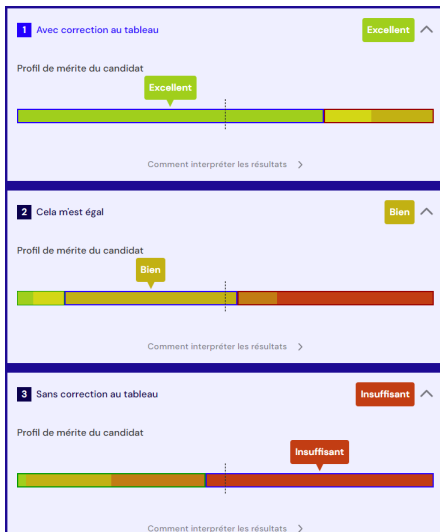 1 Avec correction au tableau Excellent
Profil de mérite du candidat
Excellent
Comment interpréter les résultats >
2 Cela m'est égal Bien
Profil de mérite du candidat
Bien
Comment interpréter les résultats >
3 Sans correction au tableau Insuffisant
Profil de mérite du candidat
Insuffisant
Comment interpréter les résultats >